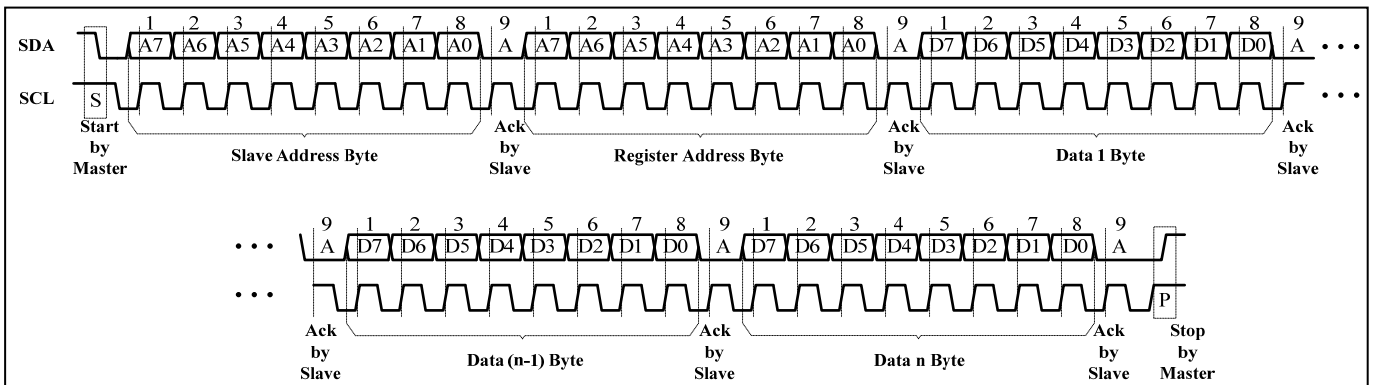 1 2 3 4 5 6 7 8 9 1 2 3 4 5 6 7 8 9 1 2 3 4 5 6 7 8 9
SDA A7 A6 A5 A4 A3 A2 A1 A0 A A7 A6 A5 A4 A3 A2 A1 A0 A D7 D6 D5 D4 D3 D2 D1 D0 A • • •
SCL S • • •
Start by Master
Slave Address Byte
Ack by Slave
Register Address Byte
Ack by Slave
Data 1 Byte
Ack by Slave
9 1 2 3 4 5 6 7 8 9 1 2 3 4 5 6 7 8 9
• • • A D7 D6 D5 D4 D3 D2 D1 D0 A D7 D6 D5 D4 D3 D2 D1 D0 A
• • • P
Ack by Slave
Data (n-1) Byte
Ack by Slave
Data n Byte
Ack by Slave
Stop by Master